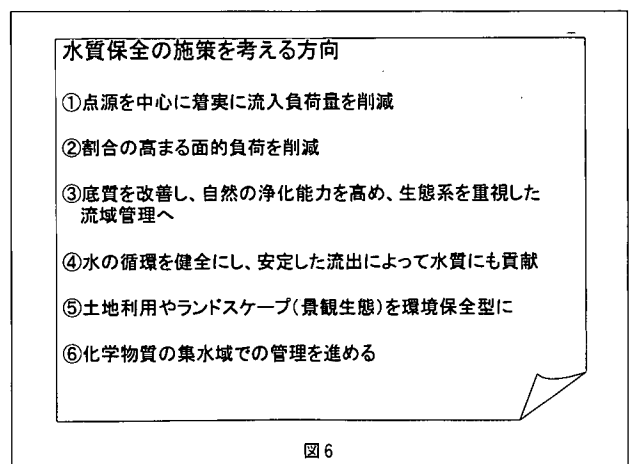 水質保全の施策を考える方向
①点源を中心に着実に流入負荷量を削減
②割合の高まる面的負荷を削減
③底質を改善し、自然の浄化能力を高め、生態系を重視した
流域管理へ
④水の循環を健全にし、安定した流出によって水質にも貢献
⑤土地利用やランドスケープ(景観生態)を環境保全型に
⑥化学物質の集水域での管理を進める
図6